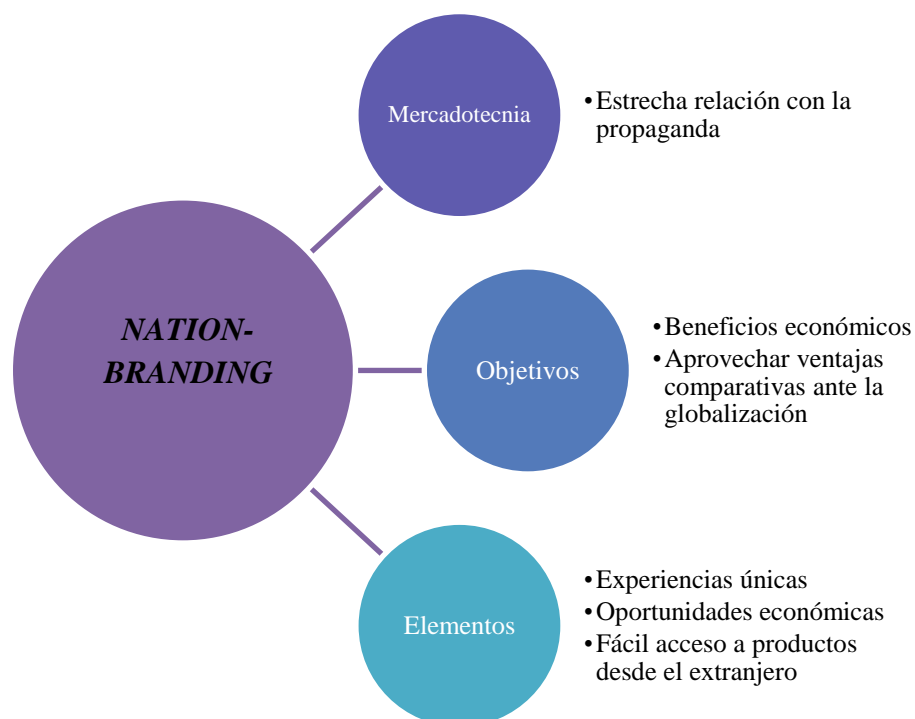 Mercadotecnia
•Estrecha relación con la
propaganda
NATION-
BRANDING
Objetivos
•Beneficios económicos
•Aprovechar ventajas
comparativas ante la
globalización
Elementos
•Experiencias únicas
•Oportunidades económicas
•Fácil acceso a productos
desde el extranjero